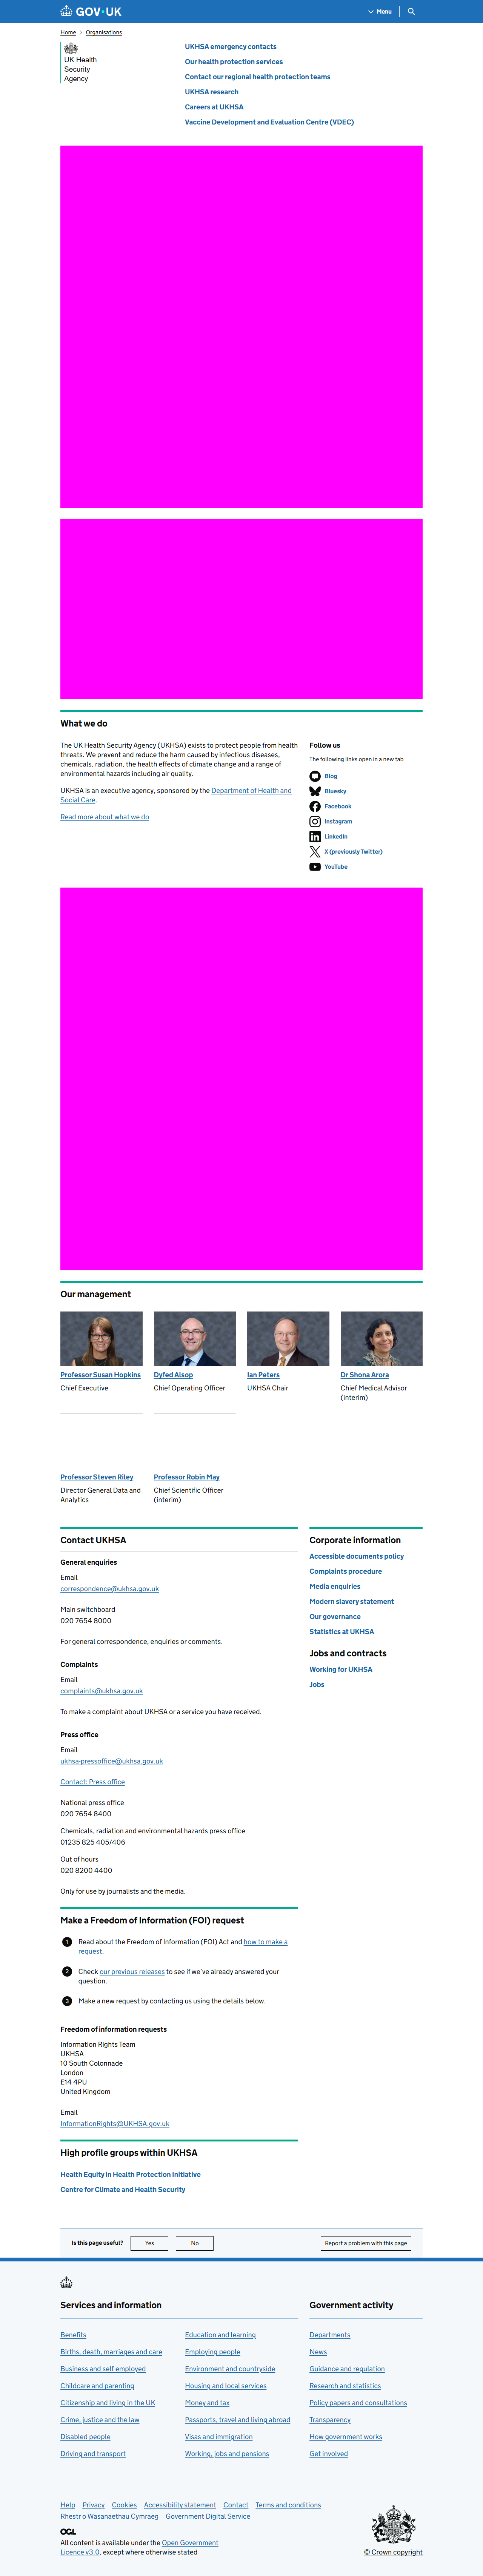 GOV·UK
Menu
Home
Organisations
UK Health
Security
Agency
UKHSA emergency contacts
Our health protection services
Contact our regional health protection teams
UKHSA research
Careers at UKHSA
Vaccine Development and Evaluation Centre (VDEC)
What we do
The UK Health Security Agency (UKHSA) exists to protect people from health
threats. We prevent and reduce the harm caused by infectious diseases,
chemicals, radiation, the health effects of climate change and a range of
environmental hazards including air quality.
UKHSA is an executive agency, sponsored by the Department of Health and
Social Care.
Read more about what we do
Follow us
The following links open in a new tab
Blog
Bluesky
Facebook
Instagram
LinkedIn
X (previously Twitter)
YouTube
Our management
Professor Susan Hopkins
Chief Executive
Dyfed Alsop
Chief Operating Officer
Ian Peters
UKHSA Chair
Dr Shona Arora
Chief Medical Advisor
(interim)
Professor Steven Riley
Director General Data and
Analytics
Professor Robin May
Chief Scientific Officer
(interim)
Contact UKHSA
General enquiries
Email
correspondence@ukhsa.gov.uk
Main switchboard
020 7654 8000
For general correspondence, enquiries or comments.
Complaints
Email
complaints@ukhsa.gov.uk
To make a complaint about UKHSA or a service you have received.
Press office
Email
ukhsa-pressoffice@ukhsa.gov.uk
Contact: Press office
National press office
020 7654 8400
Chemicals, radiation and environmental hazards press office
01235 825 405/406
Out of hours
020 8200 4400
Only for use by journalists and the media.
Corporate information
Accessible documents policy
Complaints procedure
Media enquiries
Modern slavery statement
Our governance
Statistics at UKHSA
Jobs and contracts
Working for UKHSA
Jobs
Make a Freedom of Information (FOI) request
1 Read about the Freedom of Information (FOI) Act and how to make a
request.
2 Check our previous releases to see if we've already answered your
question.
3 Make a new request by contacting us using the details below.
Freedom of information requests
Information Rights Team
UKHSA
10 South Colonnade
London
E14 4PU
United Kingdom
Email
InformationRights@UKHSA.gov.uk
High profile groups within UKHSA
Health Equity in Health Protection Initiative
Centre for Climate and Health Security
Is this page useful?
Yes
No
Report a problem with this page
Services and information
Benefits
Births, death, marriages and care
Business and self-employed
Childcare and parenting
Citizenship and living in the UK
Crime, justice and the law
Disabled people
Driving and transport
Education and learning
Employing people
Environment and countryside
Housing and local services
Money and tax
Passports, travel and living abroad
Visas and immigration
Working, jobs and pensions
Government activity
Departments
News
Guidance and regulation
Research and statistics
Policy papers and consultations
Transparency
How government works
Get involved
Help Privacy Cookies Accessibility statement Contact Terms and conditions
Rhestr o Wasanaethau Cymraeg Government Digital Service
OGL
All content is available under the Open Government
Licence v3.0, except where otherwise stated
© Crown copyright